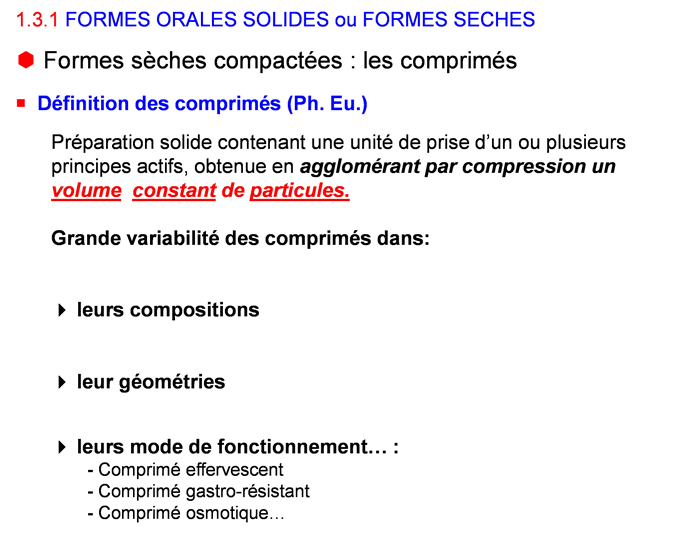 1.3.1 FORMES ORALES SOLIDES ou FORMES SECHES
Formes sèches compactées : les comprimés
Définition des comprimés (Ph. Eu.)
Préparation solide contenant une unité de prise d’un ou plusieurs
principes actifs, obtenue en agglomérant par compression un
volume constant de particules.
Grande variabilité des comprimés dans:
leurs compositions
leur géométries
leurs mode de fonctionnement… :
- Comprimé effervescent
- Comprimé gastro-résistant
- Comprimé osmotique…